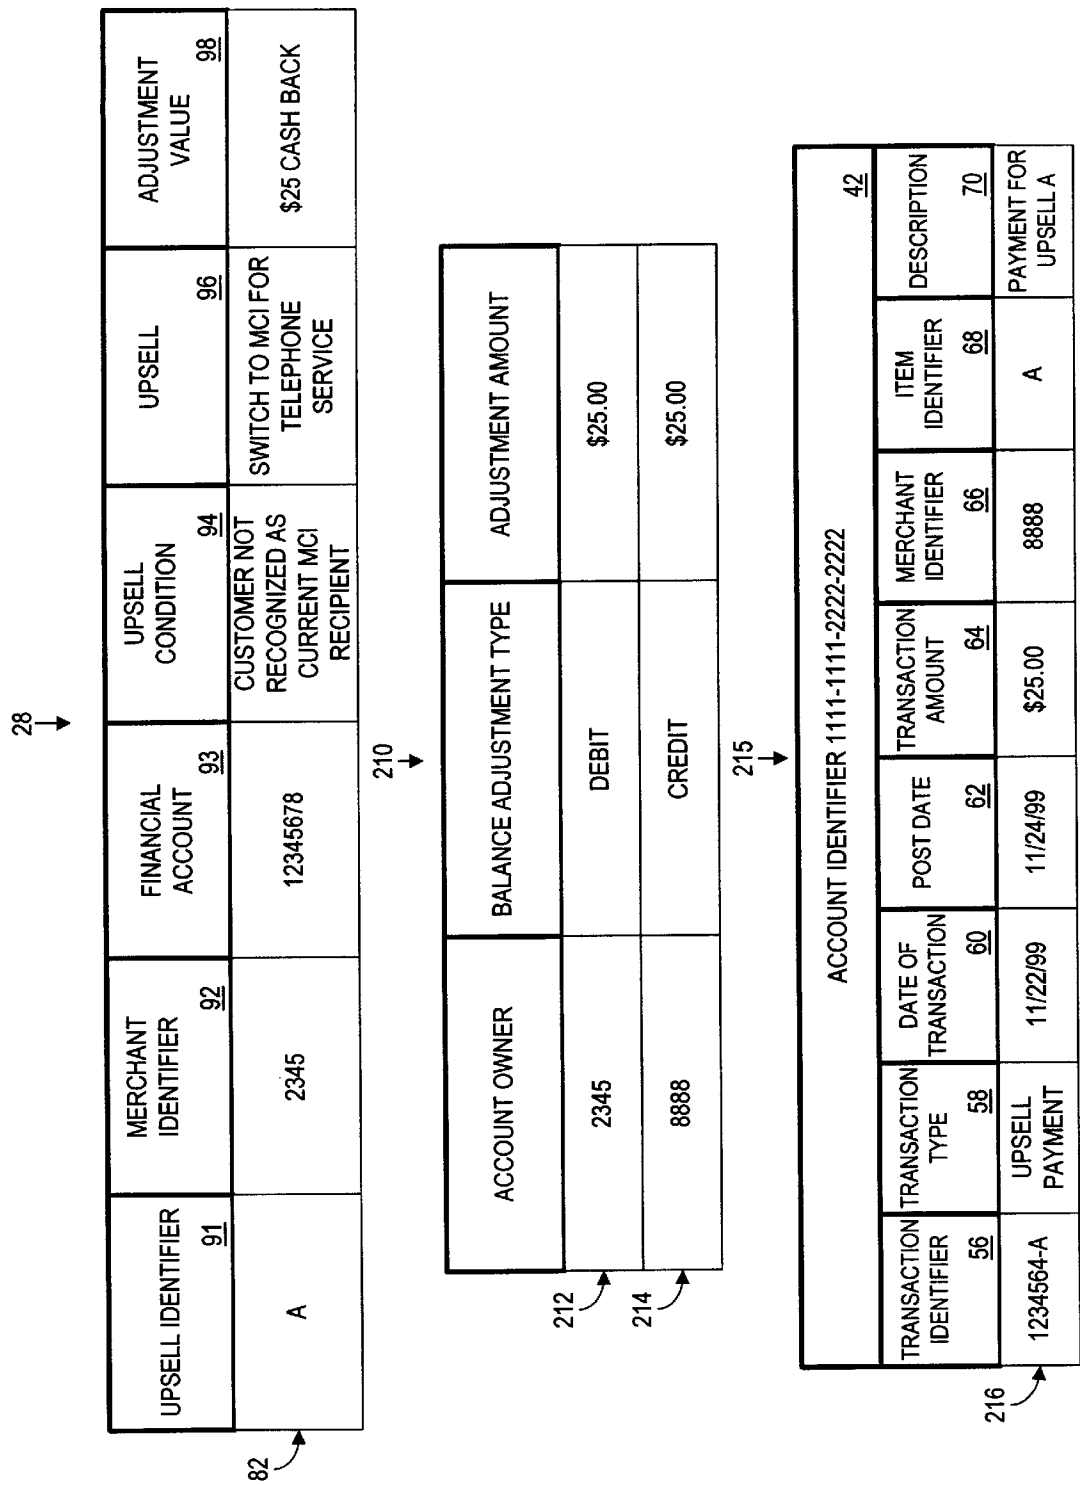 28
UPSELL IDENTIFIER
91
MERCHANT
IDENTIFIER
92
FINANCIAL
ACCOUNT
93
UPSELL
CONDITION
94
UPSELL
96
ADJUSTMENT
VALUE
98
82
A
2345
12345678
CUSTOMER NOT
RECOGNIZED AS
CURRENT MCI
RECIPIENT
SWITCH TO MCI FOR
TELEPHONE
SERVICE
$25 CASH BACK
210
ACCOUNT OWNER
BALANCE ADJUSTMENT TYPE
ADJUSTMENT AMOUNT
212
2345
DEBIT
$25.00
214
8888
CREDIT
$25.00
215
ACCOUNT IDENTIFIER 1111-1111-2222-2222
42
TRANSACTION
IDENTIFIER
56
TRANSACTION
TYPE
58
DATE OF
TRANSACTION
60
POST DATE
62
TRANSACTION
AMOUNT
64
MERCHANT
IDENTIFIER
66
ITEM
IDENTIFIER
68
DESCRIPTION
70
216
1234564-A
UPSELL
PAYMENT
11/22/99
11/24/99
$25.00
8888
A
PAYMENT FOR
UPSELL A